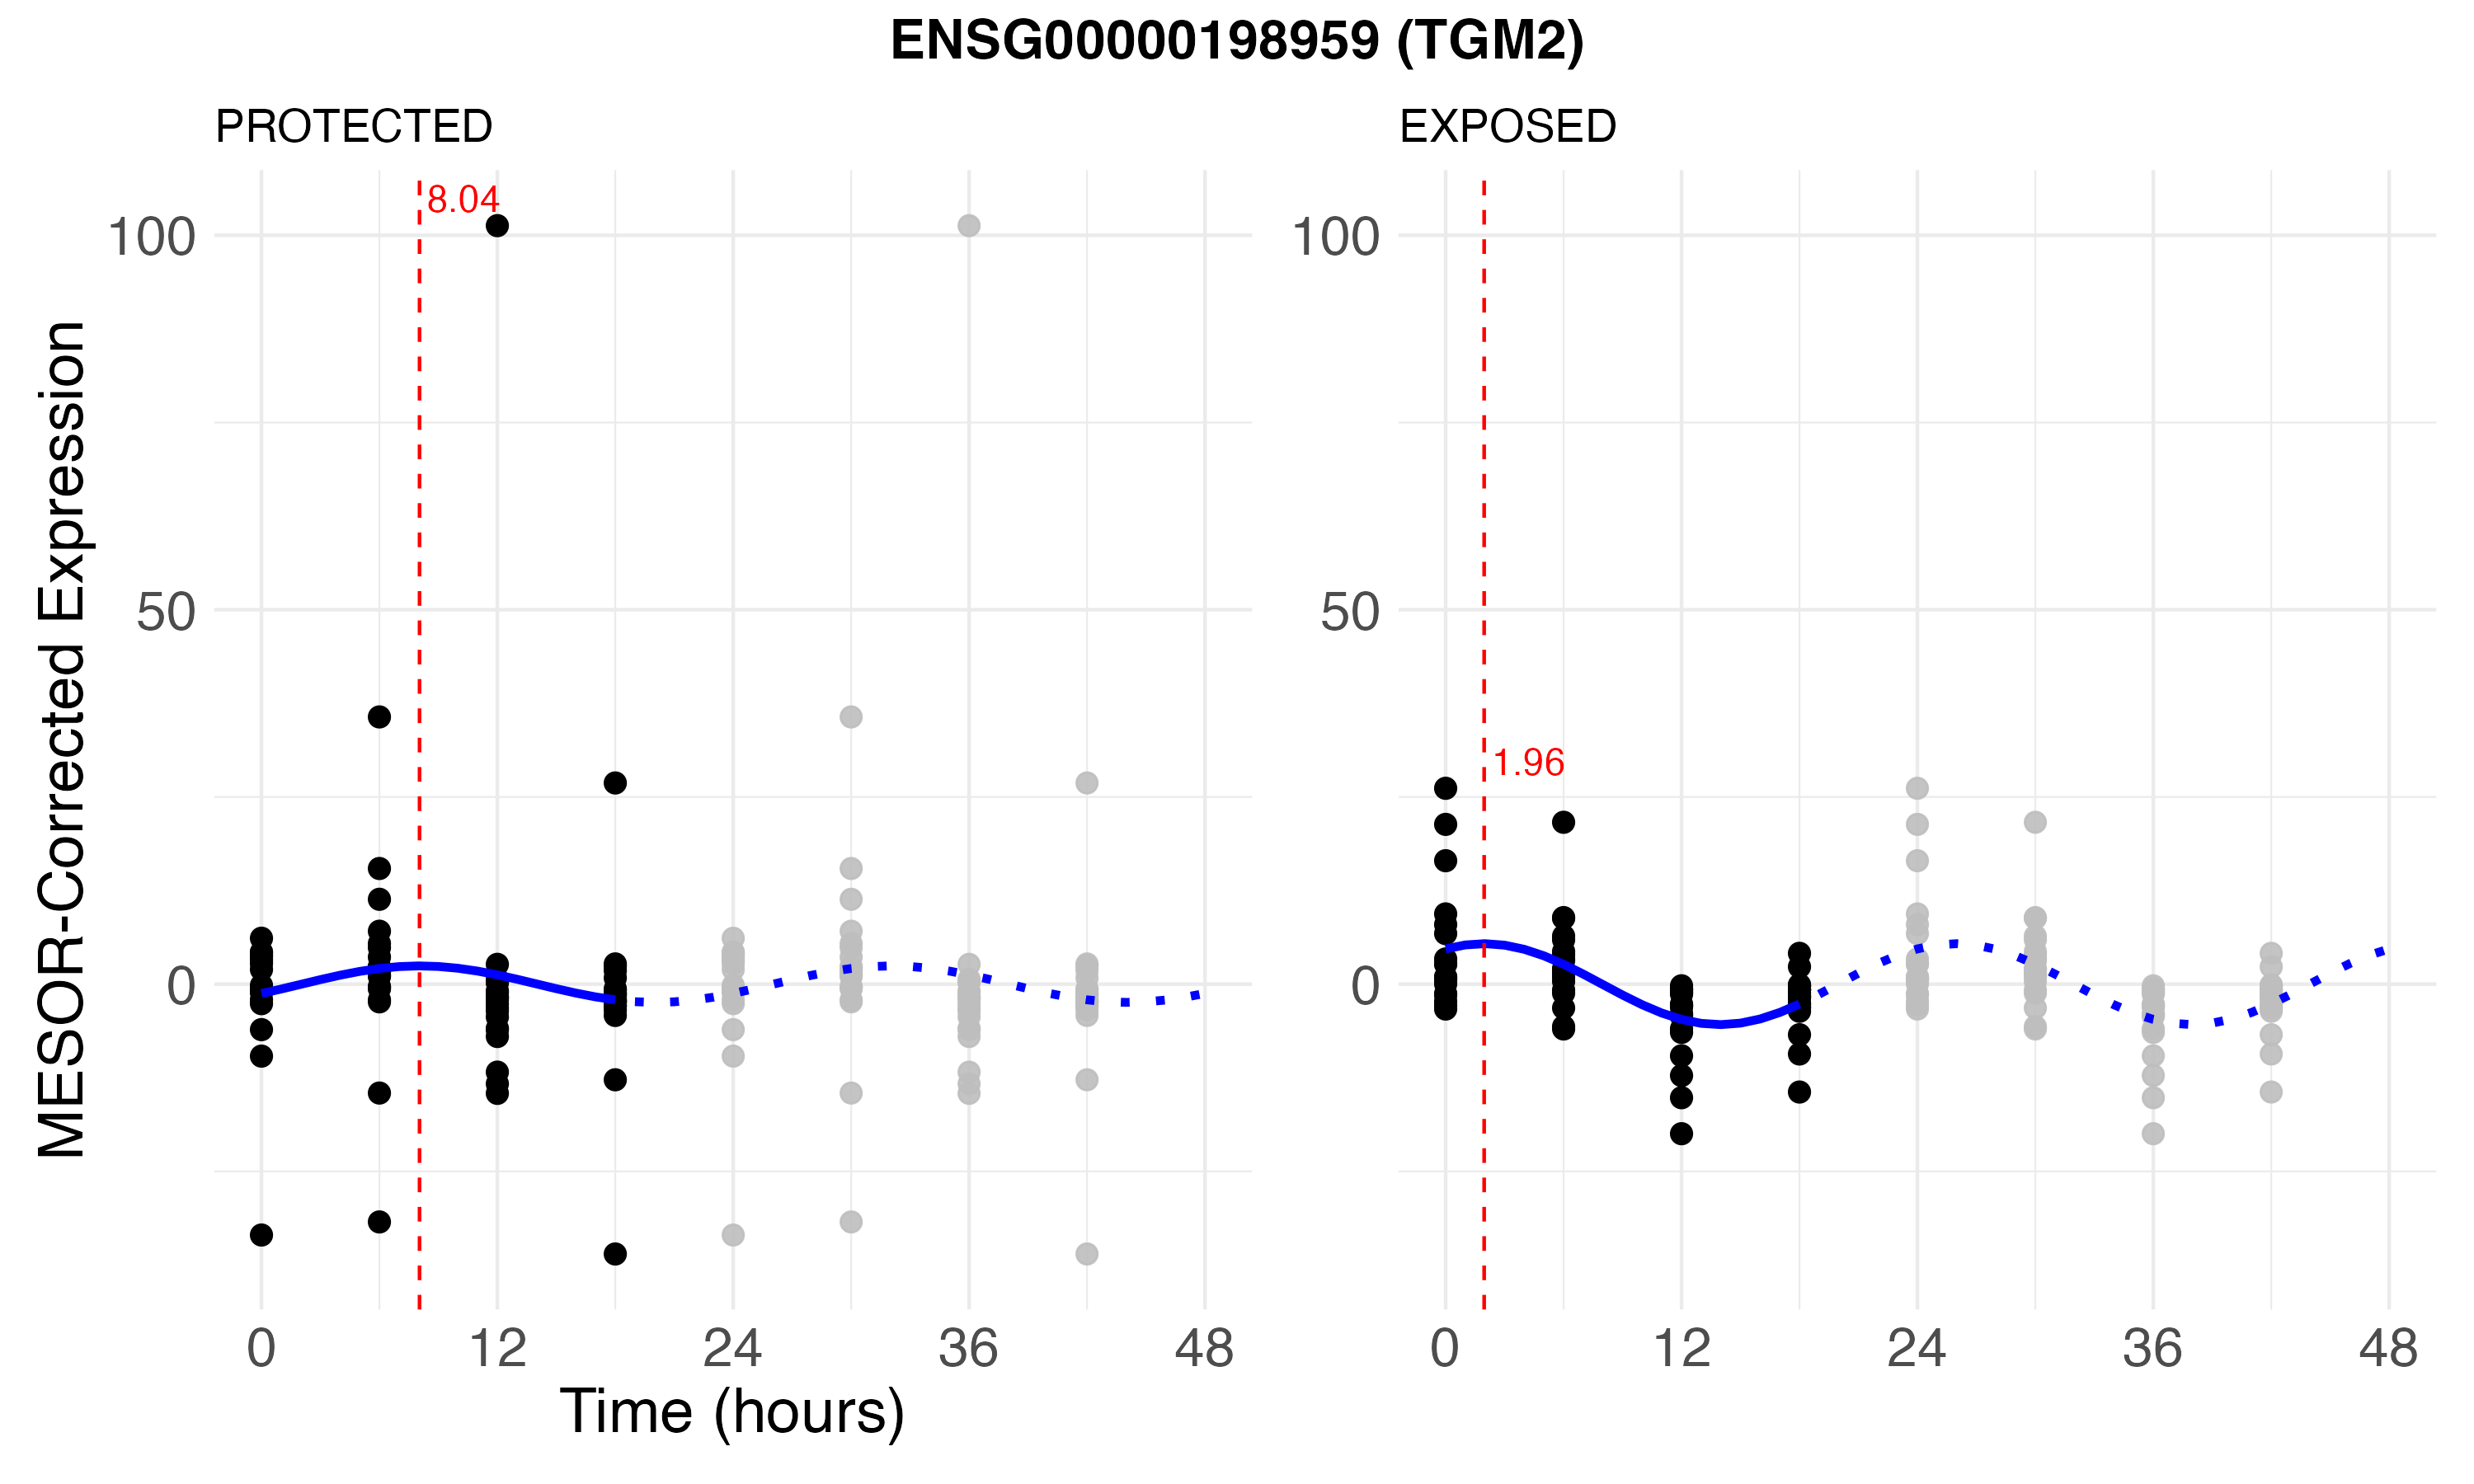 ENSG00000198959 (TGM2)
PROTECTED
EXPOSED
8.04
1.96
100
50
0
100
50
0
MESOR-Corrected Expression
0 12 24 36 48
0 12 24 36 48
Time (hours)